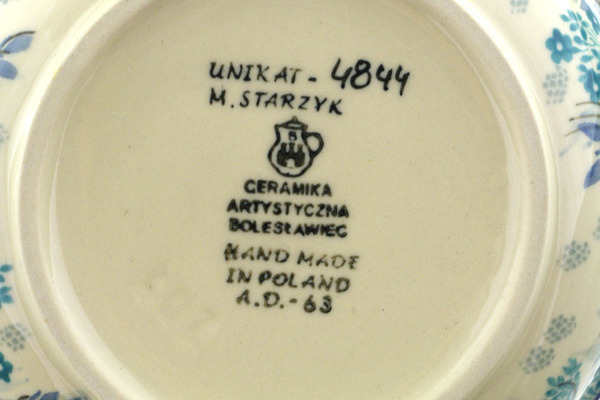 UNIKAT - 4844
M. STARZYK
B
CERAMIKA
ARTYSTYCZNA
BOLESŁAWIEC
HAND MADE
IN POLAND
A.D.-63